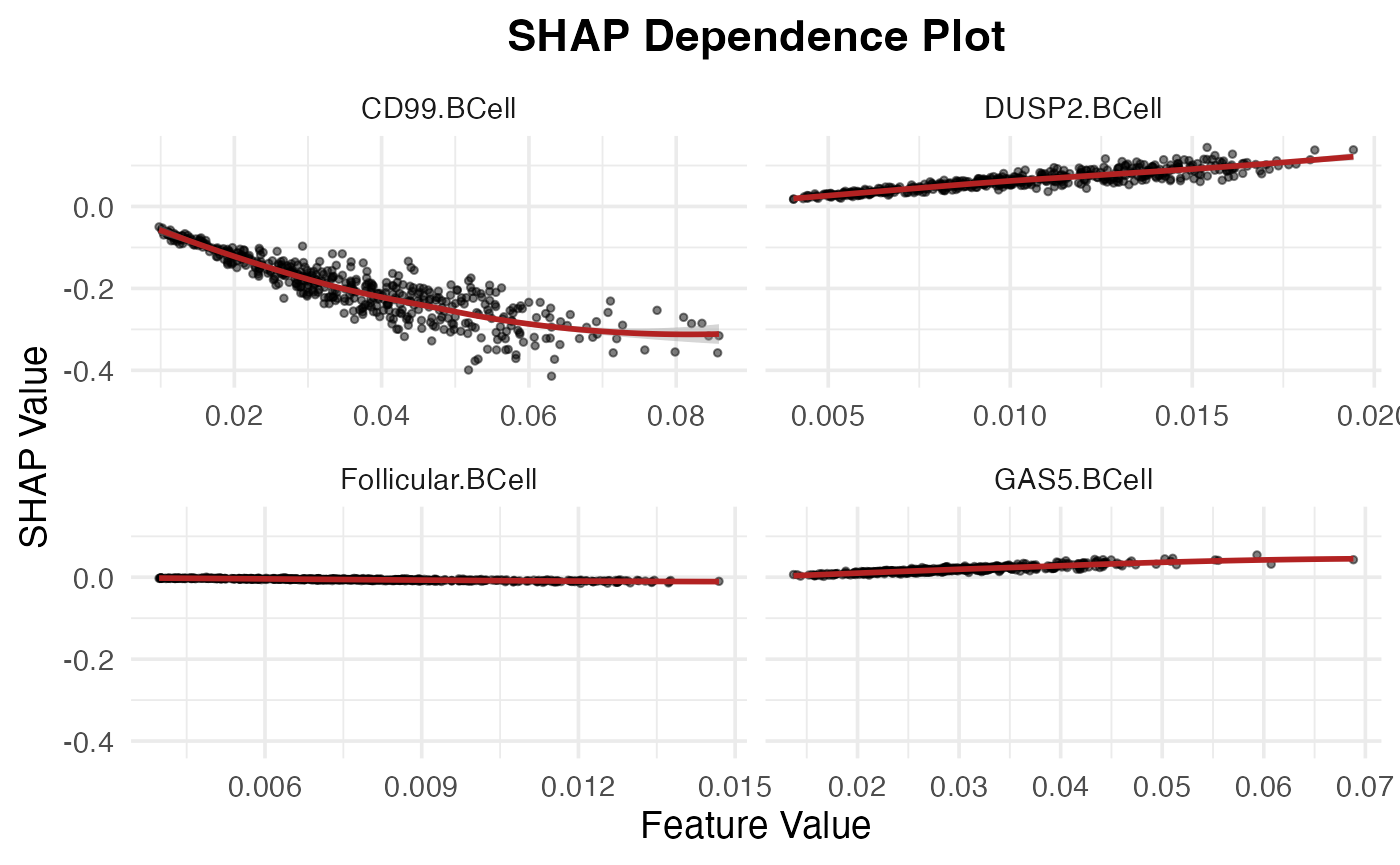 SHAP Dependence Plot
CD99.BCell DUSP2.BCell
0.0
-0.2
-0.4
0.02 0.04 0.06 0.08 0.005 0.010 0.015 0.020
SHAP Value
Follicular.BCell GAS5.BCell
0.0
-0.2
-0.4
0.006 0.009 0.012 0.015 0.02 0.03 0.04 0.05 0.06 0.07
Feature Value